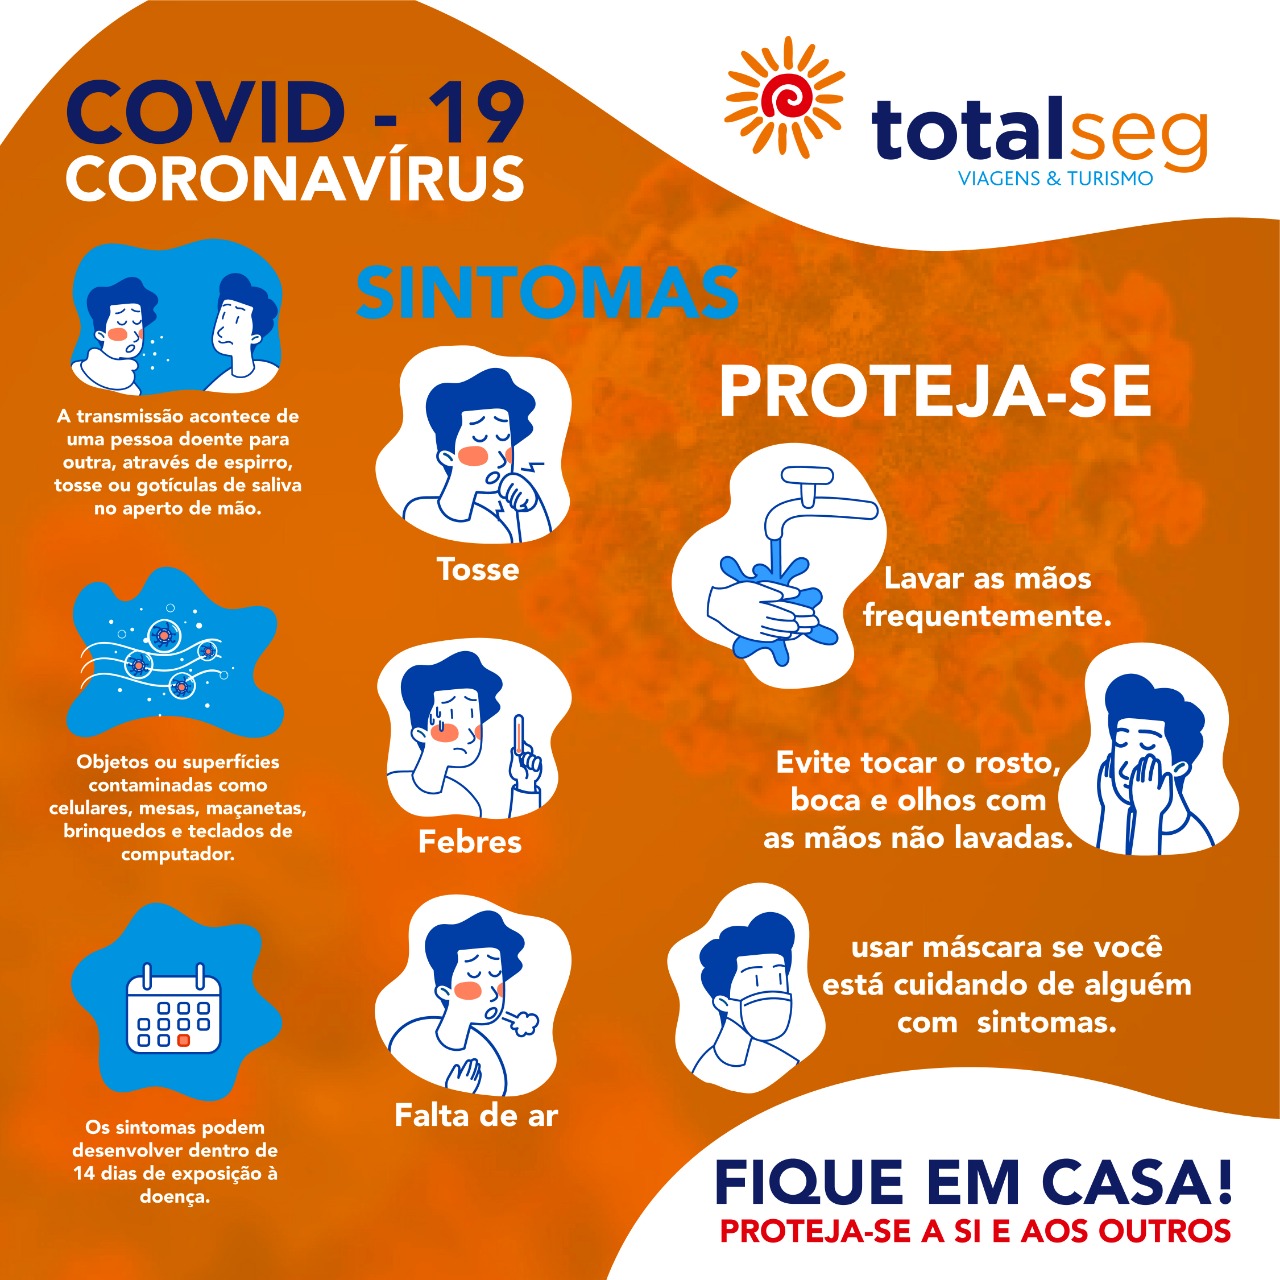 COVID - 19
CORONAVÍRUS
totalseg
VIAGENS & TURISMO
A transmissão acontece de
uma pessoa doente para
outra, através de espirro,
tosse ou gotículas de saliva
no aperto de mão.
Objetos ou superfícies
contaminadas como
celulares, mesas, maçanetas,
brinquedos e teclados de
computador.
Os sintomas podem
desenvolver dentro de
14 dias de exposição à
doença.
SINTOMAS
Tosse
Febres
Falta de ar
PROTEJA-SE
Lavar as mãos
frequentemente.
Evite tocar o rosto,
boca e olhos com
as mãos não lavadas.
usar máscara se você
está cuidando de alguém
com  sintomas.
FIQUE EM CASA!
PROTEJA-SE A SI E AOS OUTROS